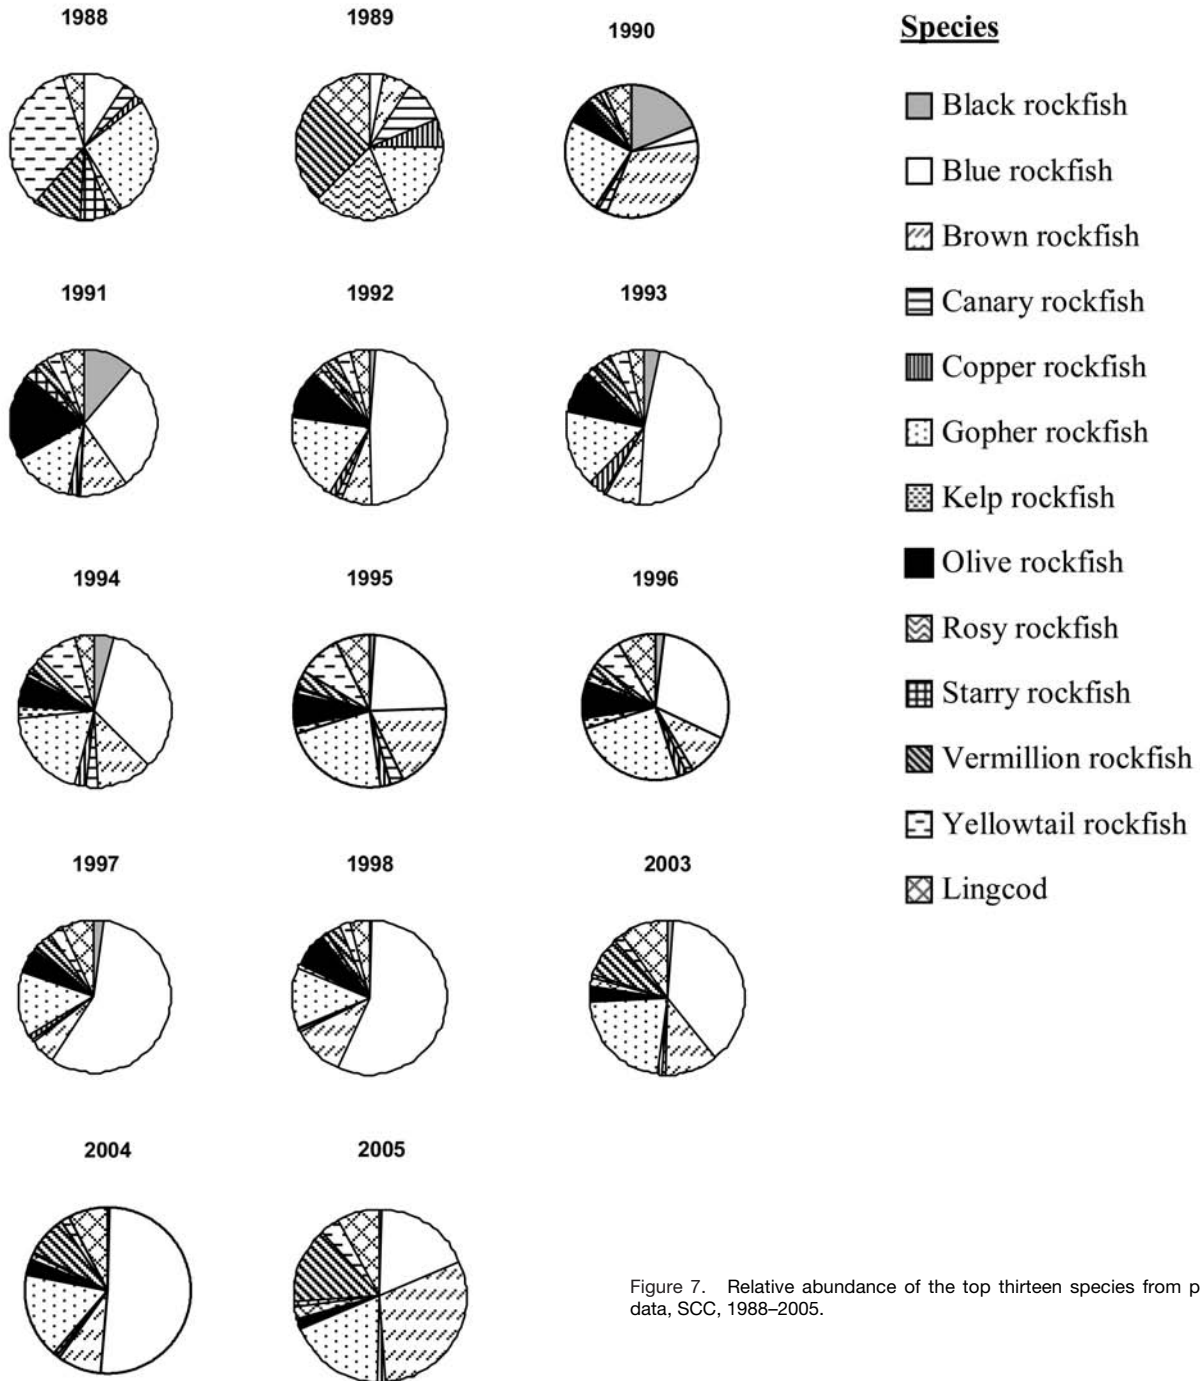 1988
1989
1990
Species
Black rockfish
Blue rockfish
Brown rockfish
Canary rockfish
Copper rockfish
Gopher rockfish
Kelp rockfish
Olive rockfish
Rosy rockfish
Starry rockfish
Vermillion rockfish
Yellowtail rockfish
Lingcod
1991
1992
1993
1994
1995
1996
1997
1998
2003
2004
2005
Figure 7. Relative abundance of the top thirteen species from p
data, SCC, 1988–2005.